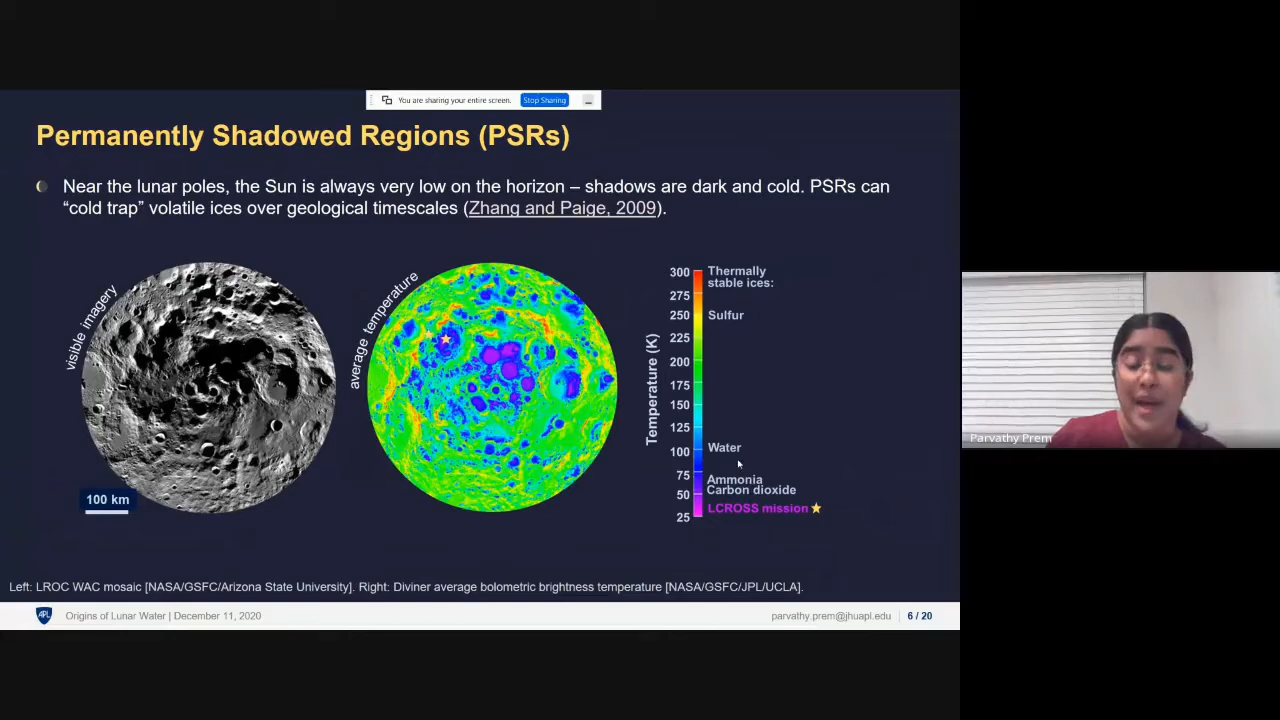 You are sharing your entire screen. Stop Sharing
Permanently Shadowed Regions (PSRs)
Near the lunar poles, the Sun is always very low on the horizon – shadows are dark and cold. PSRs can
“cold trap” volatile ices over geological timescales (Zhang and Paige, 2009).
visible imagery
100 km
average temperature
Temperature (K)
300
275
250
225
200
175
150
125
100
75
50
25
Thermally
stable ices:
Sulfur
Water
Ammonia
Carbon dioxide
LCROSS mission
Left: LROC WAC mosaic [NASA/GSFC/Arizona State University]. Right: Diviner average bolometric brightness temperature [NASA/GSFC/JPL/UCLA].
APL Origins of Lunar Water | December 11, 2020 parvathy.prem@jhuapl.edu 6 / 20
Parvathy Prem